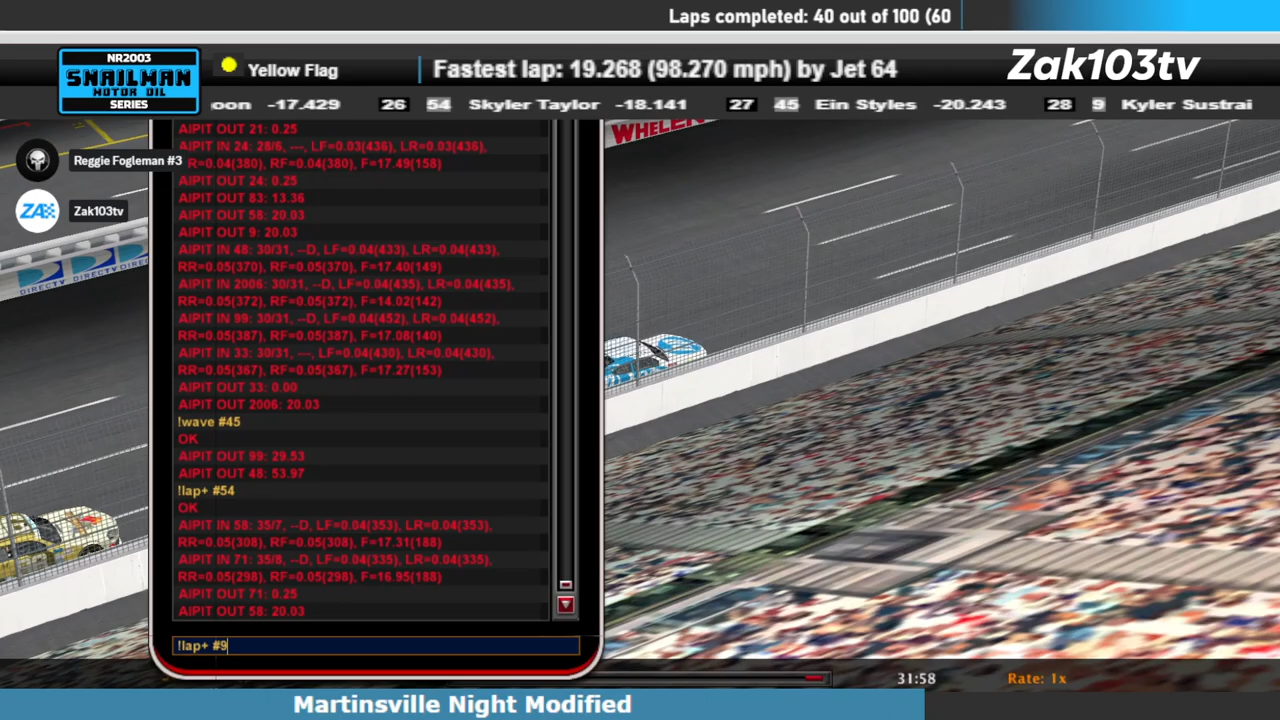 Laps completed: 40 out of 100 (60
NR2003
SNAILMAN
MOTOR OIL
SERIES
Yellow Flag
Fastest lap: 19.268 (98.270 mph) by Jet 64
Zak103tv
oon -17.429 26 54 Skyler Taylor -18.141 27 45 Ein Styles -20.243 28 9 Kyler Sustrai
WHELEN
AIPIT OUT 21: 0.25
AIPIT IN 24: 28/6, ---, LF=0.03(436), LR=0.03(436),
Reggie Fogleman #3
RR=0.04(380), RF=0.04(380), F=17.49(158)
AIPIT OUT 24: 0.25
AIPIT OUT 83: 13.36
Zak103tv
AIPIT OUT 58: 20.03
AIPIT OUT 9: 20.03
AIPIT IN 48: 30/31, --D, LF=0.04(433), LR=0.04(433),
RR=0.05(370), RF=0.05(370), F=17.40(149)
DIRECTV
DIRECTV
AIPIT IN 2006: 30/31, --D, LF=0.04(435), LR=0.04(435),
RR=0.05(372), RF=0.05(372), F=14.02(142)
AIPIT IN 99: 30/31, --D, LF=0.04(452), LR=0.04(452),
RR=0.05(387), RF=0.05(387), F=17.08(140)
AIPIT IN 33: 30/31, ---, LF=0.04(430), LR=0.04(430),
RR=0.05(367), RF=0.05(367), F=17.27(153)
AIPIT OUT 33: 0.00
AIPIT OUT 2006: 20.03
!wave #45
OK
AIPIT OUT 99: 29.53
AIPIT OUT 48: 53.97
!lap+ #54
OK
AIPIT IN 58: 35/7, --D, LF=0.04(353), LR=0.04(353),
RR=0.05(308), RF=0.05(308), F=17.31(188)
AIPIT IN 71: 35/8, --D, LF=0.04(335), LR=0.04(335),
RR=0.05(298), RF=0.05(298), F=16.95(188)
AIPIT OUT 71: 0.25
AIPIT OUT 58: 20.03
!lap+ #9
31:58
Rate: 1x
Martinsville Night Modified